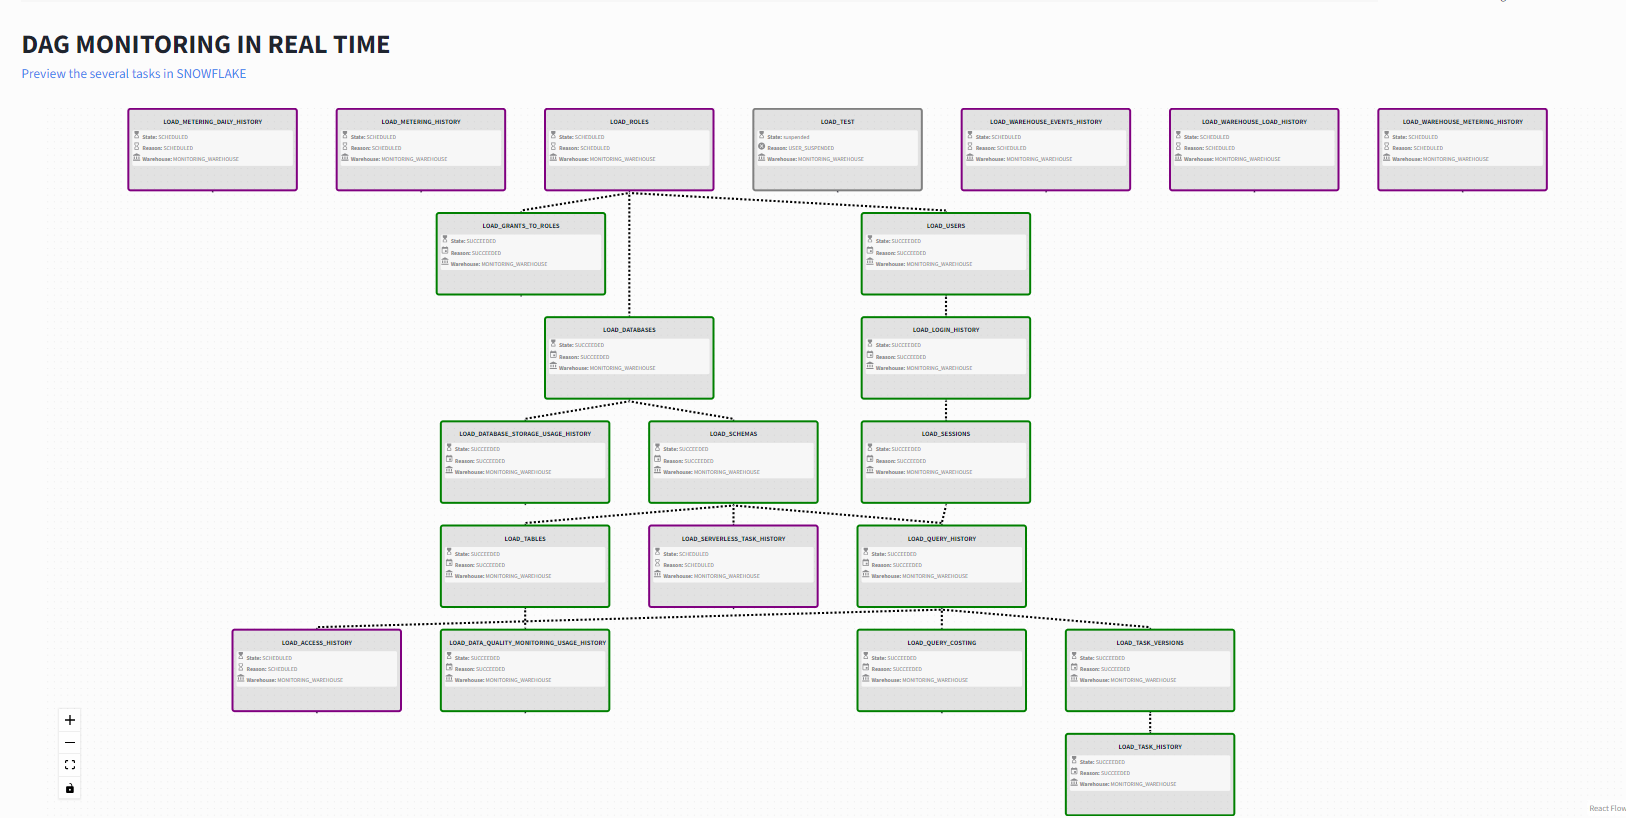 DAG MONITORING IN REAL TIME
Preview the several tasks in SNOWFLAKE
LOAD_METERING_DAILY_HISTORY
State: SCHEDULED
Reason: SCHEDULED
Warehouse: MONITORING_WAREHOUSE
LOAD_METERING_HISTORY
State: SCHEDULED
Reason: SCHEDULED
Warehouse: MONITORING_WAREHOUSE
LOAD_ROLES
State: SCHEDULED
Reason: SCHEDULED
Warehouse: MONITORING_WAREHOUSE
LOAD_TEST
State: suspended
Reason: USER_SUSPENDED
Warehouse: MONITORING_WAREHOUSE
LOAD_WAREHOUSE_EVENTS_HISTORY
State: SCHEDULED
Reason: SCHEDULED
Warehouse: MONITORING_WAREHOUSE
LOAD_WAREHOUSE_LOAD_HISTORY
State: SCHEDULED
Reason: SCHEDULED
Warehouse: MONITORING_WAREHOUSE
LOAD_WAREHOUSE_METERING_HISTORY
State: SCHEDULED
Reason: SCHEDULED
Warehouse: MONITORING_WAREHOUSE
LOAD_GRANTS_TO_ROLES
State: SUCCEEDED
Reason: SUCCEEDED
Warehouse: MONITORING_WAREHOUSE
LOAD_USERS
State: SUCCEEDED
Reason: SUCCEEDED
Warehouse: MONITORING_WAREHOUSE
LOAD_DATABASES
State: SUCCEEDED
Reason: SUCCEEDED
Warehouse: MONITORING_WAREHOUSE
LOAD_LOGIN_HISTORY
State: SUCCEEDED
Reason: SUCCEEDED
Warehouse: MONITORING_WAREHOUSE
LOAD_DATABASE_STORAGE_USAGE_HISTORY
State: SUCCEEDED
Reason: SUCCEEDED
Warehouse: MONITORING_WAREHOUSE
LOAD_SCHEMAS
State: SUCCEEDED
Reason: SUCCEEDED
Warehouse: MONITORING_WAREHOUSE
LOAD_SESSIONS
State: SUCCEEDED
Reason: SUCCEEDED
Warehouse: MONITORING_WAREHOUSE
LOAD_TABLES
State: SUCCEEDED
Reason: SUCCEEDED
Warehouse: MONITORING_WAREHOUSE
LOAD_SERVERLESS_TASK_HISTORY
State: SCHEDULED
Reason: SCHEDULED
Warehouse: MONITORING_WAREHOUSE
LOAD_QUERY_HISTORY
State: SUCCEEDED
Reason: SUCCEEDED
Warehouse: MONITORING_WAREHOUSE
LOAD_ACCESS_HISTORY
State: SCHEDULED
Reason: SCHEDULED
Warehouse: MONITORING_WAREHOUSE
LOAD_DATA_QUALITY_MONITORING_USAGE_HISTORY
State: SUCCEEDED
Reason: SUCCEEDED
Warehouse: MONITORING_WAREHOUSE
LOAD_QUERY_COSTING
State: SUCCEEDED
Reason: SUCCEEDED
Warehouse: MONITORING_WAREHOUSE
LOAD_TASK_VERSIONS
State: SUCCEEDED
Reason: SUCCEEDED
Warehouse: MONITORING_WAREHOUSE
LOAD_TASK_HISTORY
State: SUCCEEDED
Reason: SUCCEEDED
Warehouse: MONITORING_WAREHOUSE
React Flow